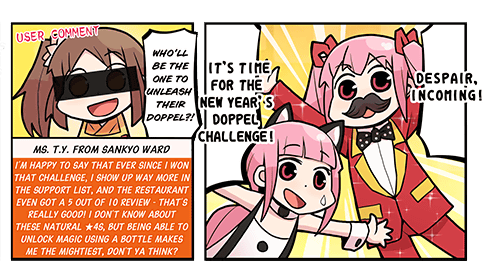 USER COMMENT
WHO'LL
BE THE
ONE TO
UNLEASH
THEIR
DOPPEL?!
MS. T.Y. FROM SANKYO WARD
I'M HAPPY TO SAY THAT EVER SINCE I WON
THAT CHALLENGE, I SHOW UP WAY MORE IN
THE SUPPORT LIST, AND THE RESTAURANT
EVEN GOT A 5 OUT OF 10 REVIEW - THAT'S
REALLY GOOD! I DON'T KNOW ABOUT
THESE NATURAL ★4S, BUT BEING ABLE TO
UNLOCK MAGIC USING A BOTTLE MAKES
ME THE MIGHTIEST, DON'T YA THINK?
IT'S TIME
FOR THE
NEW YEAR'S
DOPPEL
CHALLENGE!
DESPAIR,
INCOMING!